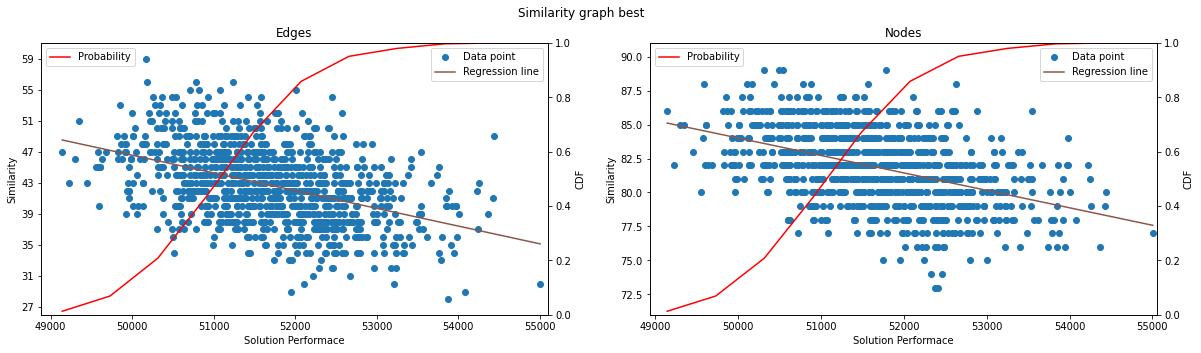 Similarity graph best
Edges
Probability
Data point
Regression line
59
55
51
47
43
39
35
31
27
Similarity
1.0
0.8
0.6
0.4
0.2
0.0
CDF
49000 50000 51000 52000 53000 54000 55000
Solution Performace
Nodes
Probability
Data point
Regression line
90.0
87.5
85.0
82.5
80.0
77.5
75.0
72.5
Similarity
1.0
0.8
0.6
0.4
0.2
0.0
CDF
49000 50000 51000 52000 53000 54000 55000
Solution Performace